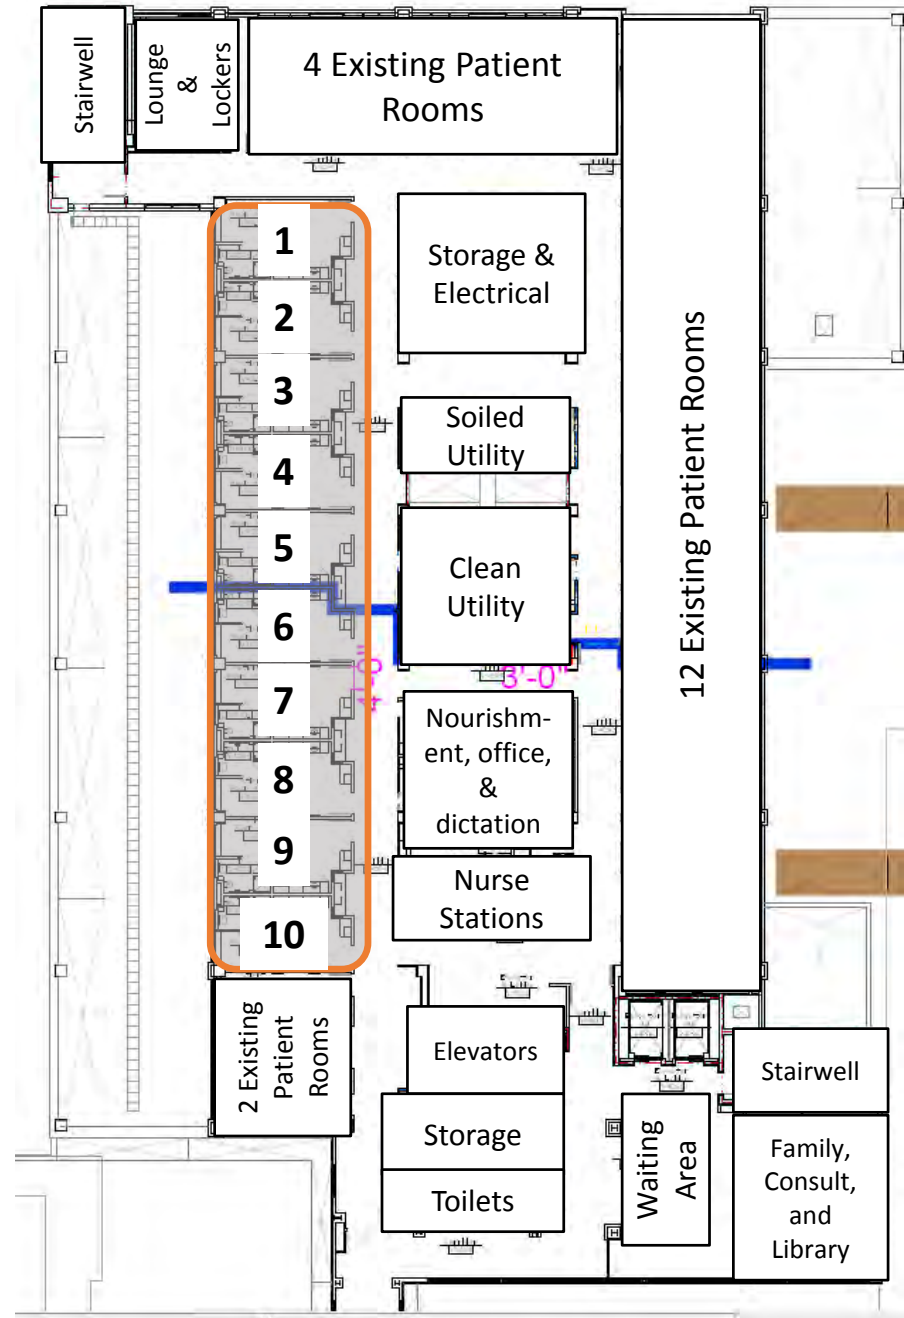 Stairwell
Lounge
&
Lockers
4 Existing Patient
Rooms
1
2
3
4
5
6
7
8
9
10
Storage &
Electrical
Soiled
Utility
Clean
Utility
4'-0"
3'-0"
Nourishm-
ent, office,
&
dictation
Nurse
Stations
12 Existing Patient Rooms
2 Existing
Patient
Rooms
Elevators
Storage
Toilets
Waiting
Area
Stairwell
Family,
Consult,
and
Library